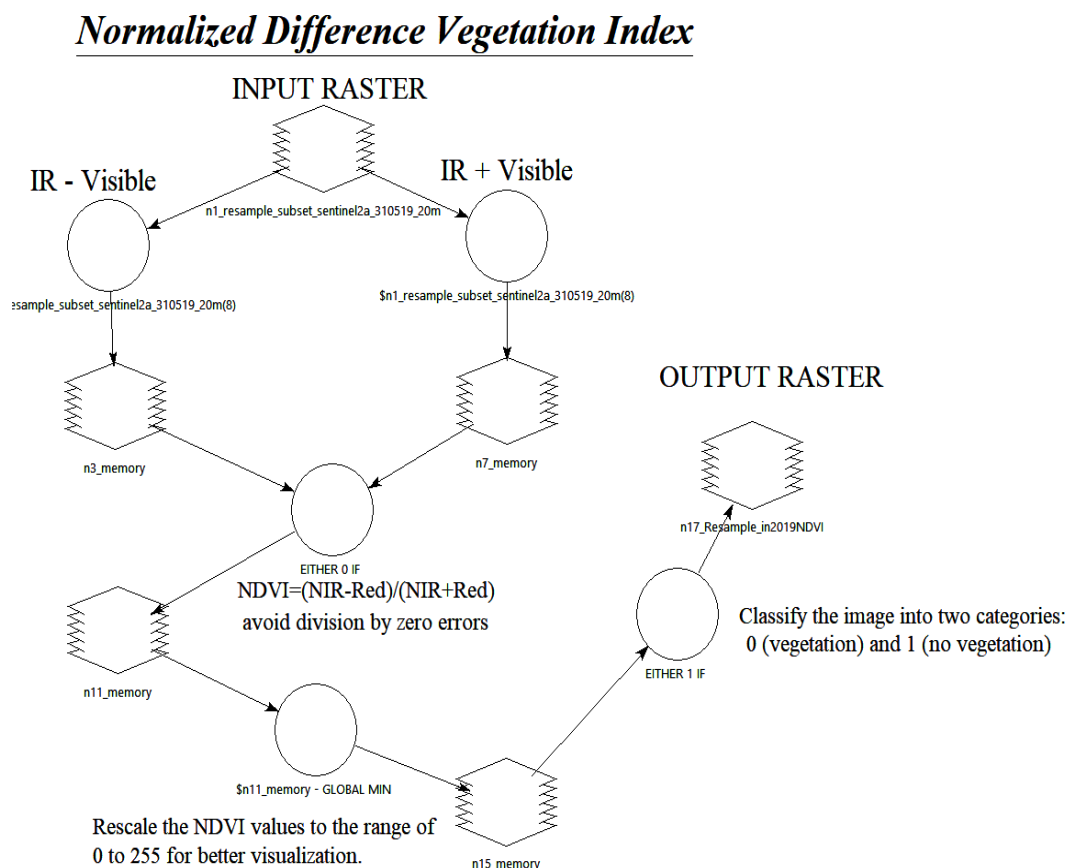 Normalized Difference Vegetation Index
INPUT RASTER
IR - Visible
IR + Visible
n1_resample_subset_sentinel2a_310519_20m
esample_subset_sentinel2a_310519_20m(8)
$n1_resample_subset_sentinel2a_310519_20m(8)
OUTPUT RASTER
n3_memory
n7_memory
n17_Resample_in2019NDVI
EITHER 0 IF
NDVI=(NIR-Red)/(NIR+Red)
avoid division by zero errors
Classify the image into two categories:
0 (vegetation) and 1 (no vegetation)
EITHER 1 IF
n11_memory
$n11_memory - GLOBAL MIN
Rescale the NDVI values to the range of
0 to 255 for better visualization.
n15_memory